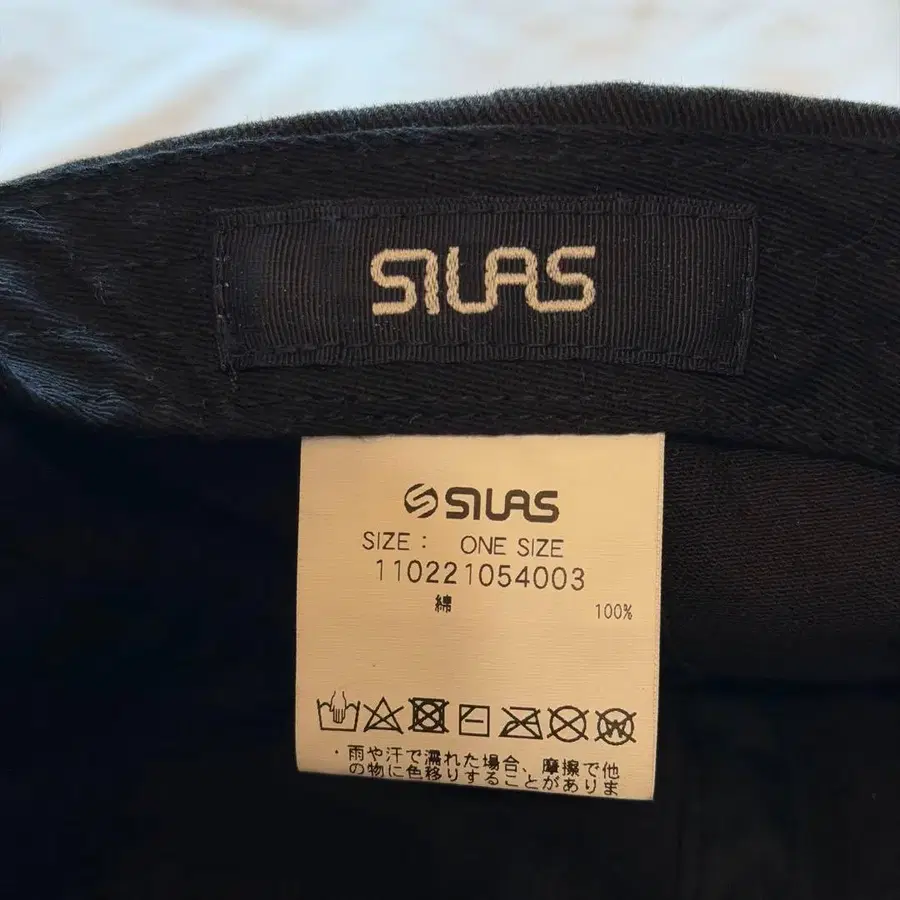 SILAS
SILAS
SIZE : ONE SIZE
110221054003
綿 100%
・雨や汗で濡れた場合、摩擦で他
の物に色移りすることがありま